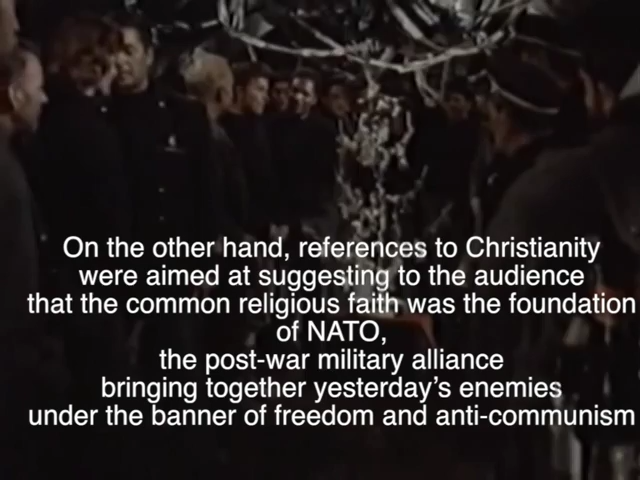 On the other hand, references to Christianity
were aimed at suggesting to the audience
that the common religious faith was the foundation
of NATO,
the post-war military alliance
bringing together yesterday's enemies
under the banner of freedom and anti-communism